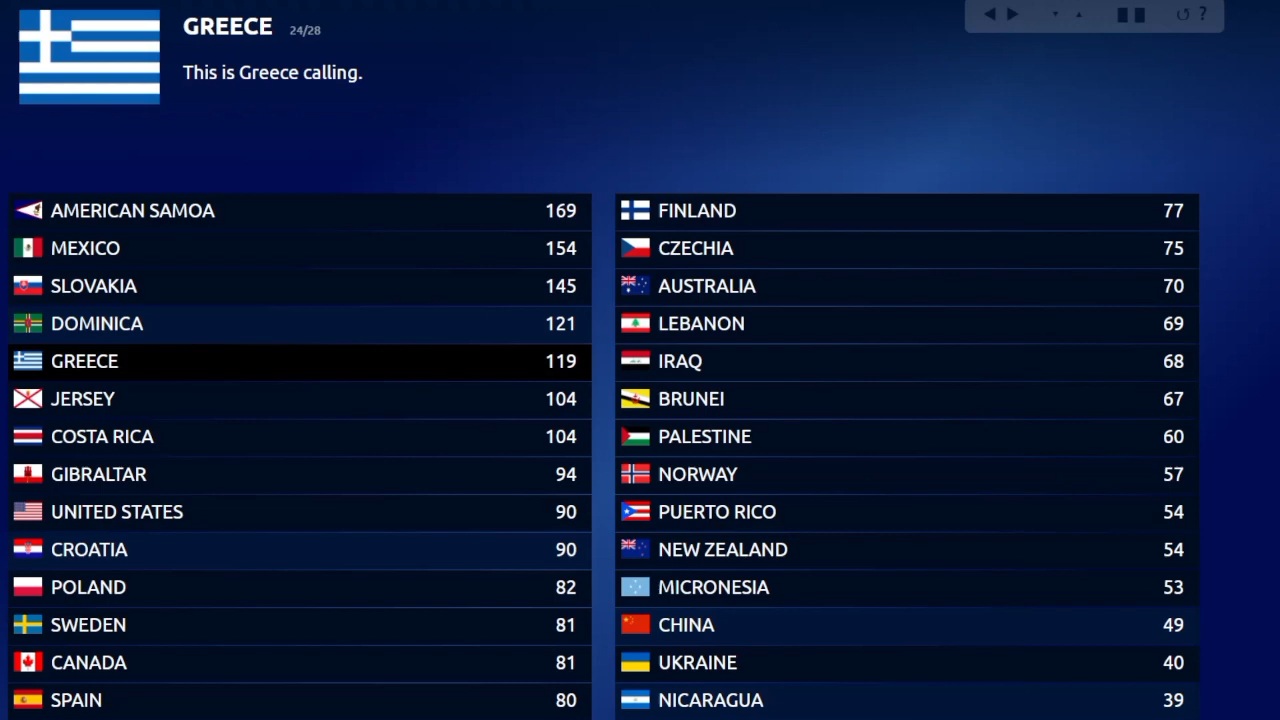 GREECE 24/28
This is Greece calling.
?
AMERICAN SAMOA 169
MEXICO 154
SLOVAKIA 145
DOMINICA 121
GREECE 119
JERSEY 104
COSTA RICA 104
GIBRALTAR 94
UNITED STATES 90
CROATIA 90
POLAND 82
SWEDEN 81
CANADA 81
SPAIN 80
FINLAND 77
CZECHIA 75
AUSTRALIA 70
LEBANON 69
IRAQ 68
BRUNEI 67
PALESTINE 60
NORWAY 57
PUERTO RICO 54
NEW ZEALAND 54
MICRONESIA 53
CHINA 49
UKRAINE 40
NICARAGUA 39